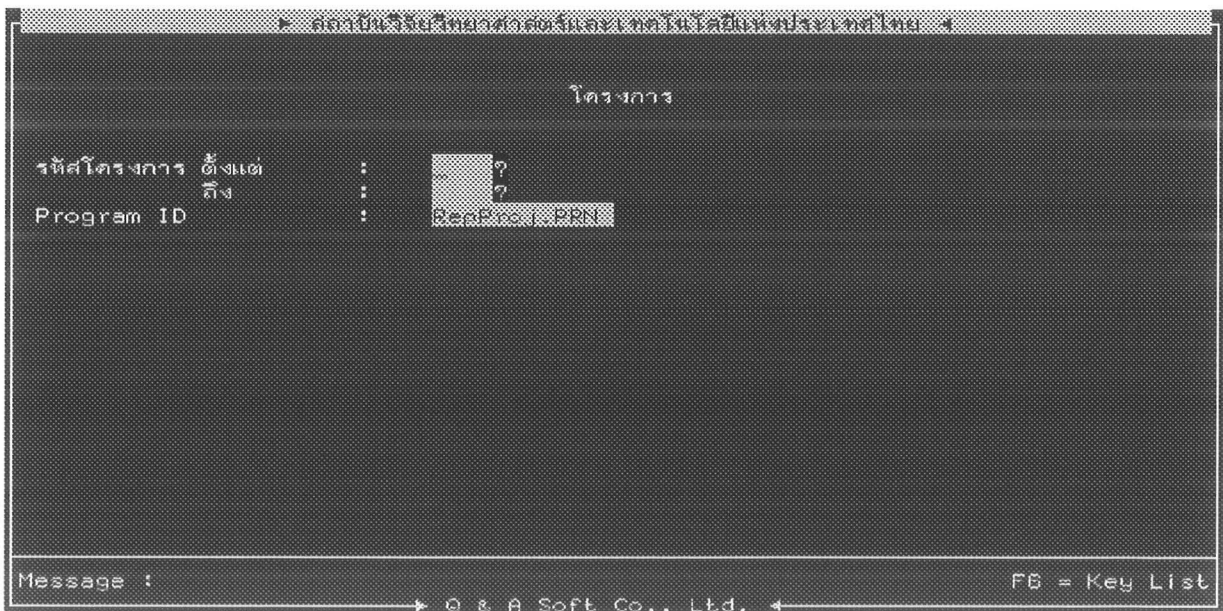 ► สถาบันวิจัยวิทยาศาสตร์และเทคโนโลยีแห่งประเทศไทย ◄
โครงการ
รหัสโครงการ ตั้งแต่ : ?
ถึง : ?
Program ID : RepProj.PRN
Message : F6 = Key List
► Q & A Soft Co., Ltd. ◄